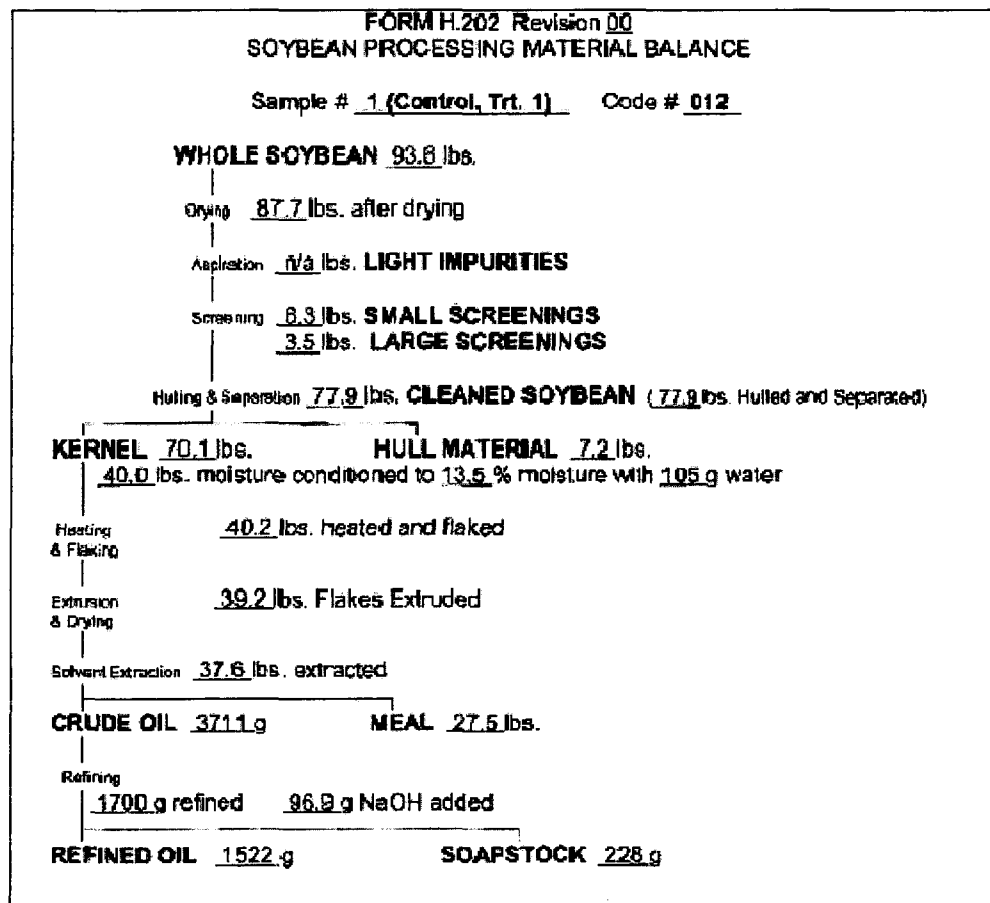 FORM H.202 Revision 00
SOYBEAN PROCESSING MATERIAL BALANCE
Sample # 1 (Control, Trt. 1) Code # 012
WHOLE SOYBEAN 93.6 lbs.
Drying 87.7 lbs. after drying
Aspiration n/a lbs. LIGHT IMPURITIES
Screening 6.3 lbs. SMALL SCREENINGS
3.5 lbs. LARGE SCREENINGS
Hulling & Separation 77.9 lbs. CLEANED SOYBEAN ( 77.9 lbs. Hulled and Separated)
KERNEL 70.1 lbs. HULL MATERIAL 7.2 lbs.
40.0 lbs. moisture conditioned to 13.5 % moisture with 105 g water
Heating 40.2 lbs. heated and flaked
& Flaking
Extrusion 39.2 lbs. Flakes Extruded
& Drying
Solvent Extraction 37.6 lbs. extracted
CRUDE OIL 3711 g MEAL 27.5 lbs.
Refining
1700 g refined 96.9 g NaOH added
REFINED OIL 1522 g SOAPSTOCK 228 g